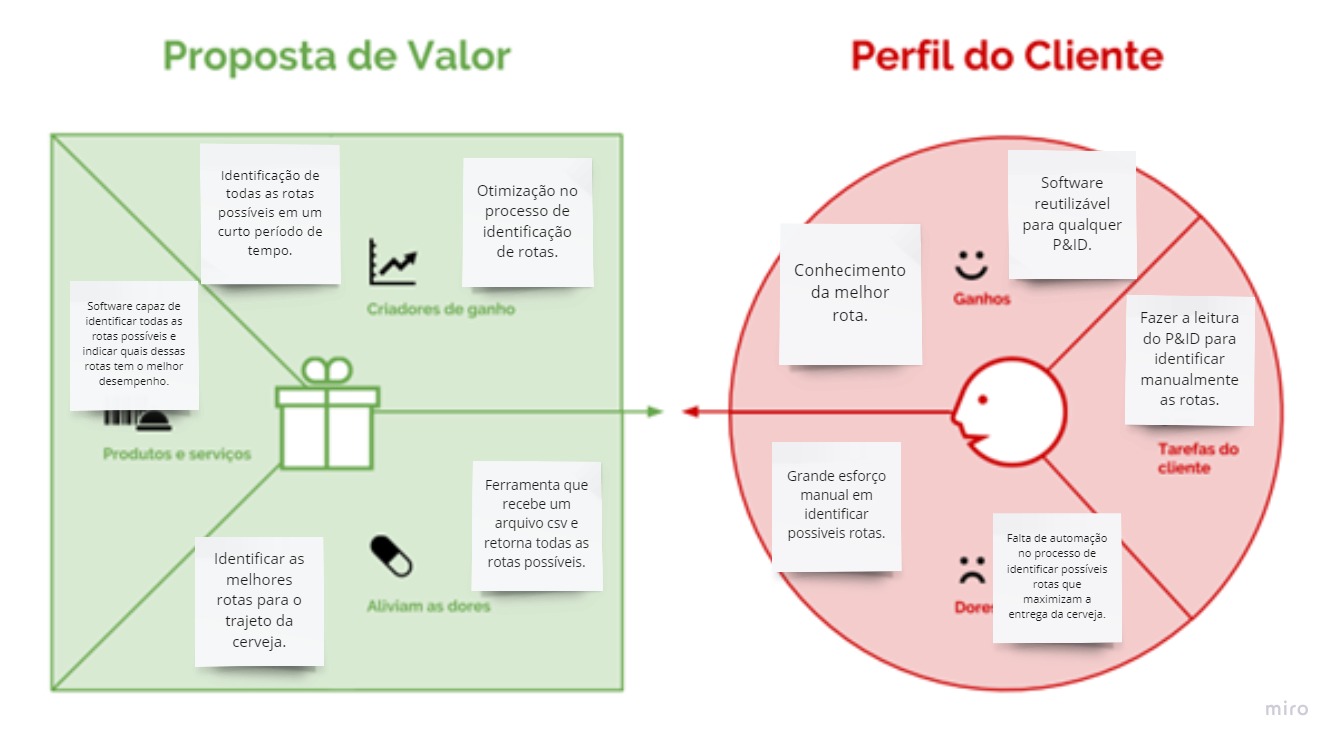 Proposta de Valor
Perfil do Cliente
Identificação de
todas as rotas
possíveis em um
curto período de
tempo.
Otimização no
processo de
identificação
de rotas.
Criadores de ganho
Software capaz de
identificar todas as
rotas possíveis e
indicar quais dessas
rotas tem o melhor
desempenho.
Produtos e serviços
Ferramenta que
recebe um
arquivo csv e
retorna todas as
rotas possíveis.
Identificar as
melhores
rotas para o
trajeto da
cerveja.
Aliviam as dores
Software
reutilizável
para qualquer
P&ID.
Conhecimento
da melhor
rota.
Ganhos
Fazer a leitura
do P&ID para
identificar
manualmente
as rotas.
Tarefas do
cliente
Grande esforço
manual em
identificar
possiveis rotas.
Falta de automação
no processo de
identificar possíveis
rotas que
maximizam a
entrega da cerveja.
Dores
miro